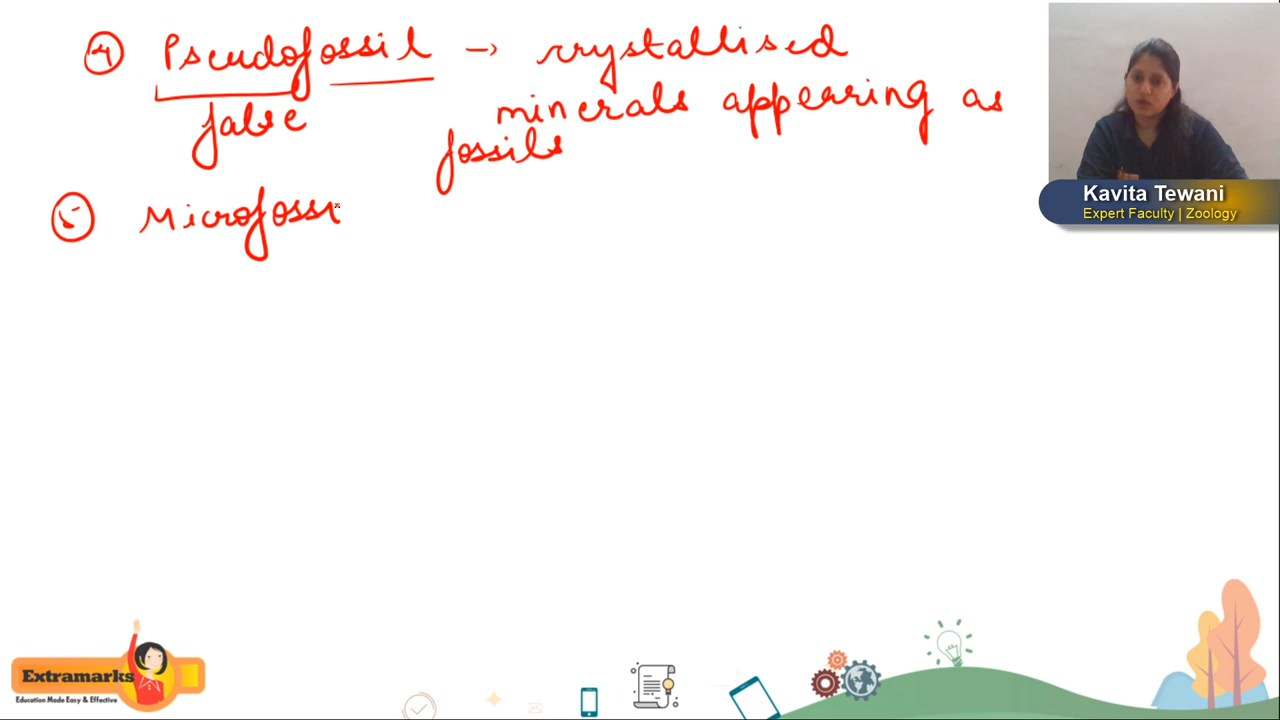 ④ Pseudofossil → crystallised
false minerals appearing as
fossils
⑤ Microfossi
Kavita Tewani
Expert Faculty | Zoology
Extramarks
Education Made Easy & Effective